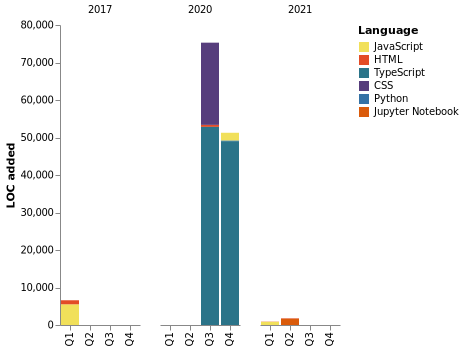 2017 2020 2021
Language
JavaScript
HTML
TypeScript
CSS
Python
Jupyter Notebook
LOC added
80,000
70,000
60,000
50,000
40,000
30,000
20,000
10,000
0
Q1 Q2 Q3 Q4 Q1 Q2 Q3 Q4 Q1 Q2 Q3 Q4